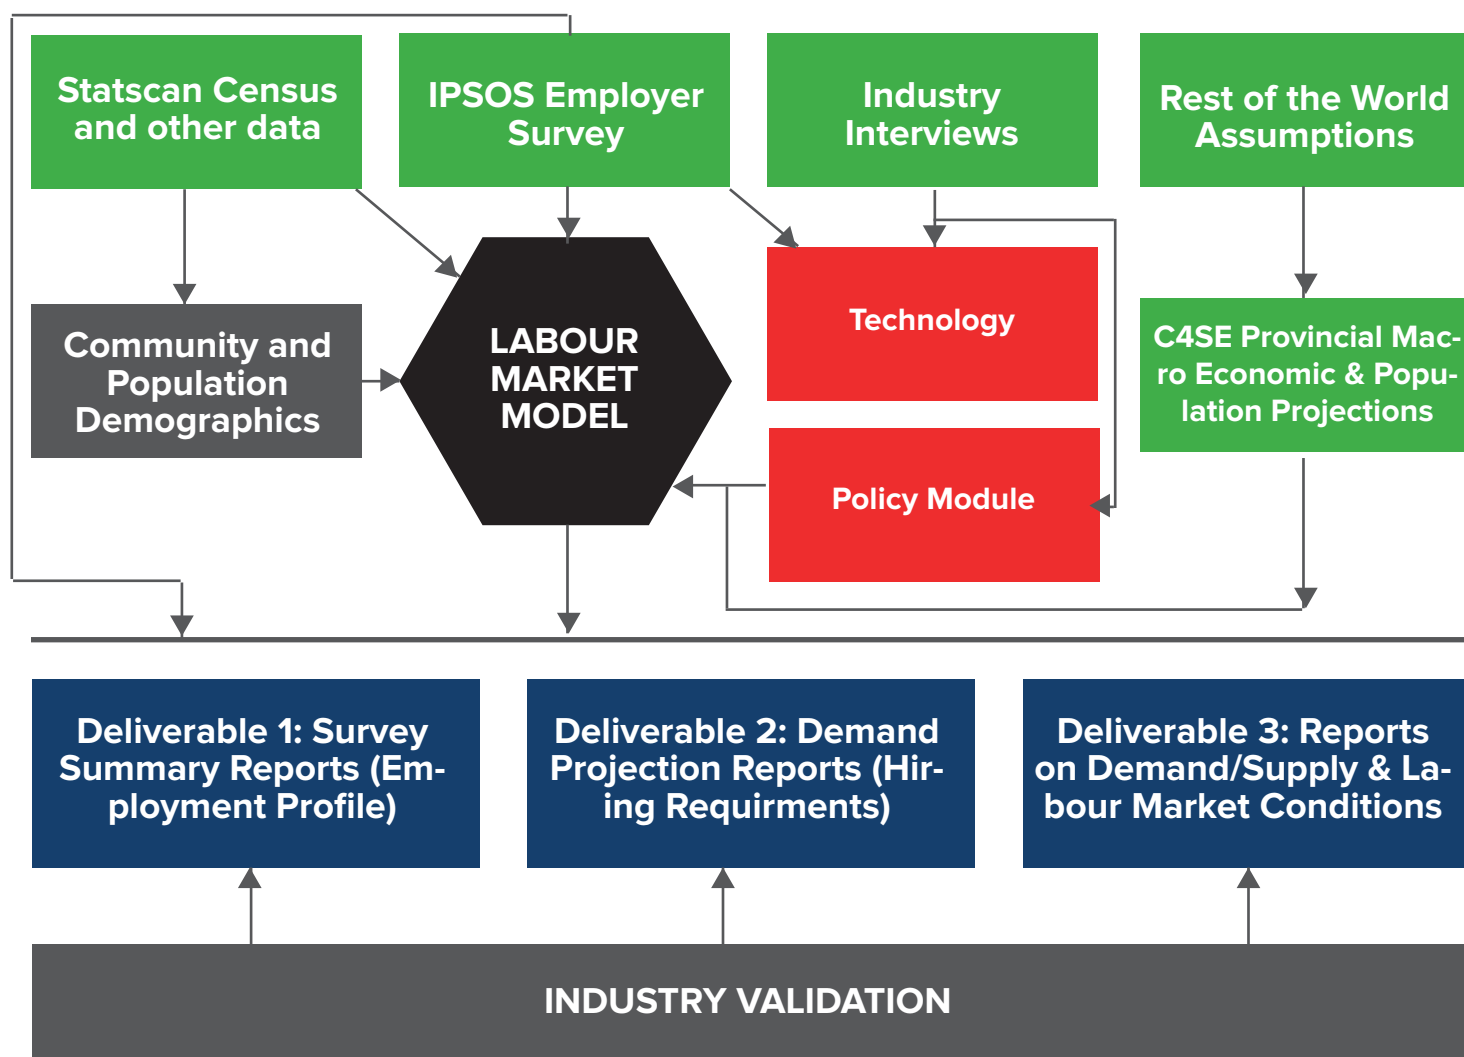 Statscan Census
and other data
IPSOS Employer
Survey
Industry
Interviews
Rest of the World
Assumptions
Community and
Population
Demographics
LABOUR
MARKET
MODEL
Technology
Policy Module
C4SE Provincial Mac-
ro Economic & Popu-
lation Projections
Deliverable 1: Survey
Summary Reports (Em-
ployment Profile)
Deliverable 2: Demand
Projection Reports (Hir-
ing Requirments)
Deliverable 3: Reports
on Demand/Supply & La-
bour Market Conditions
INDUSTRY VALIDATION